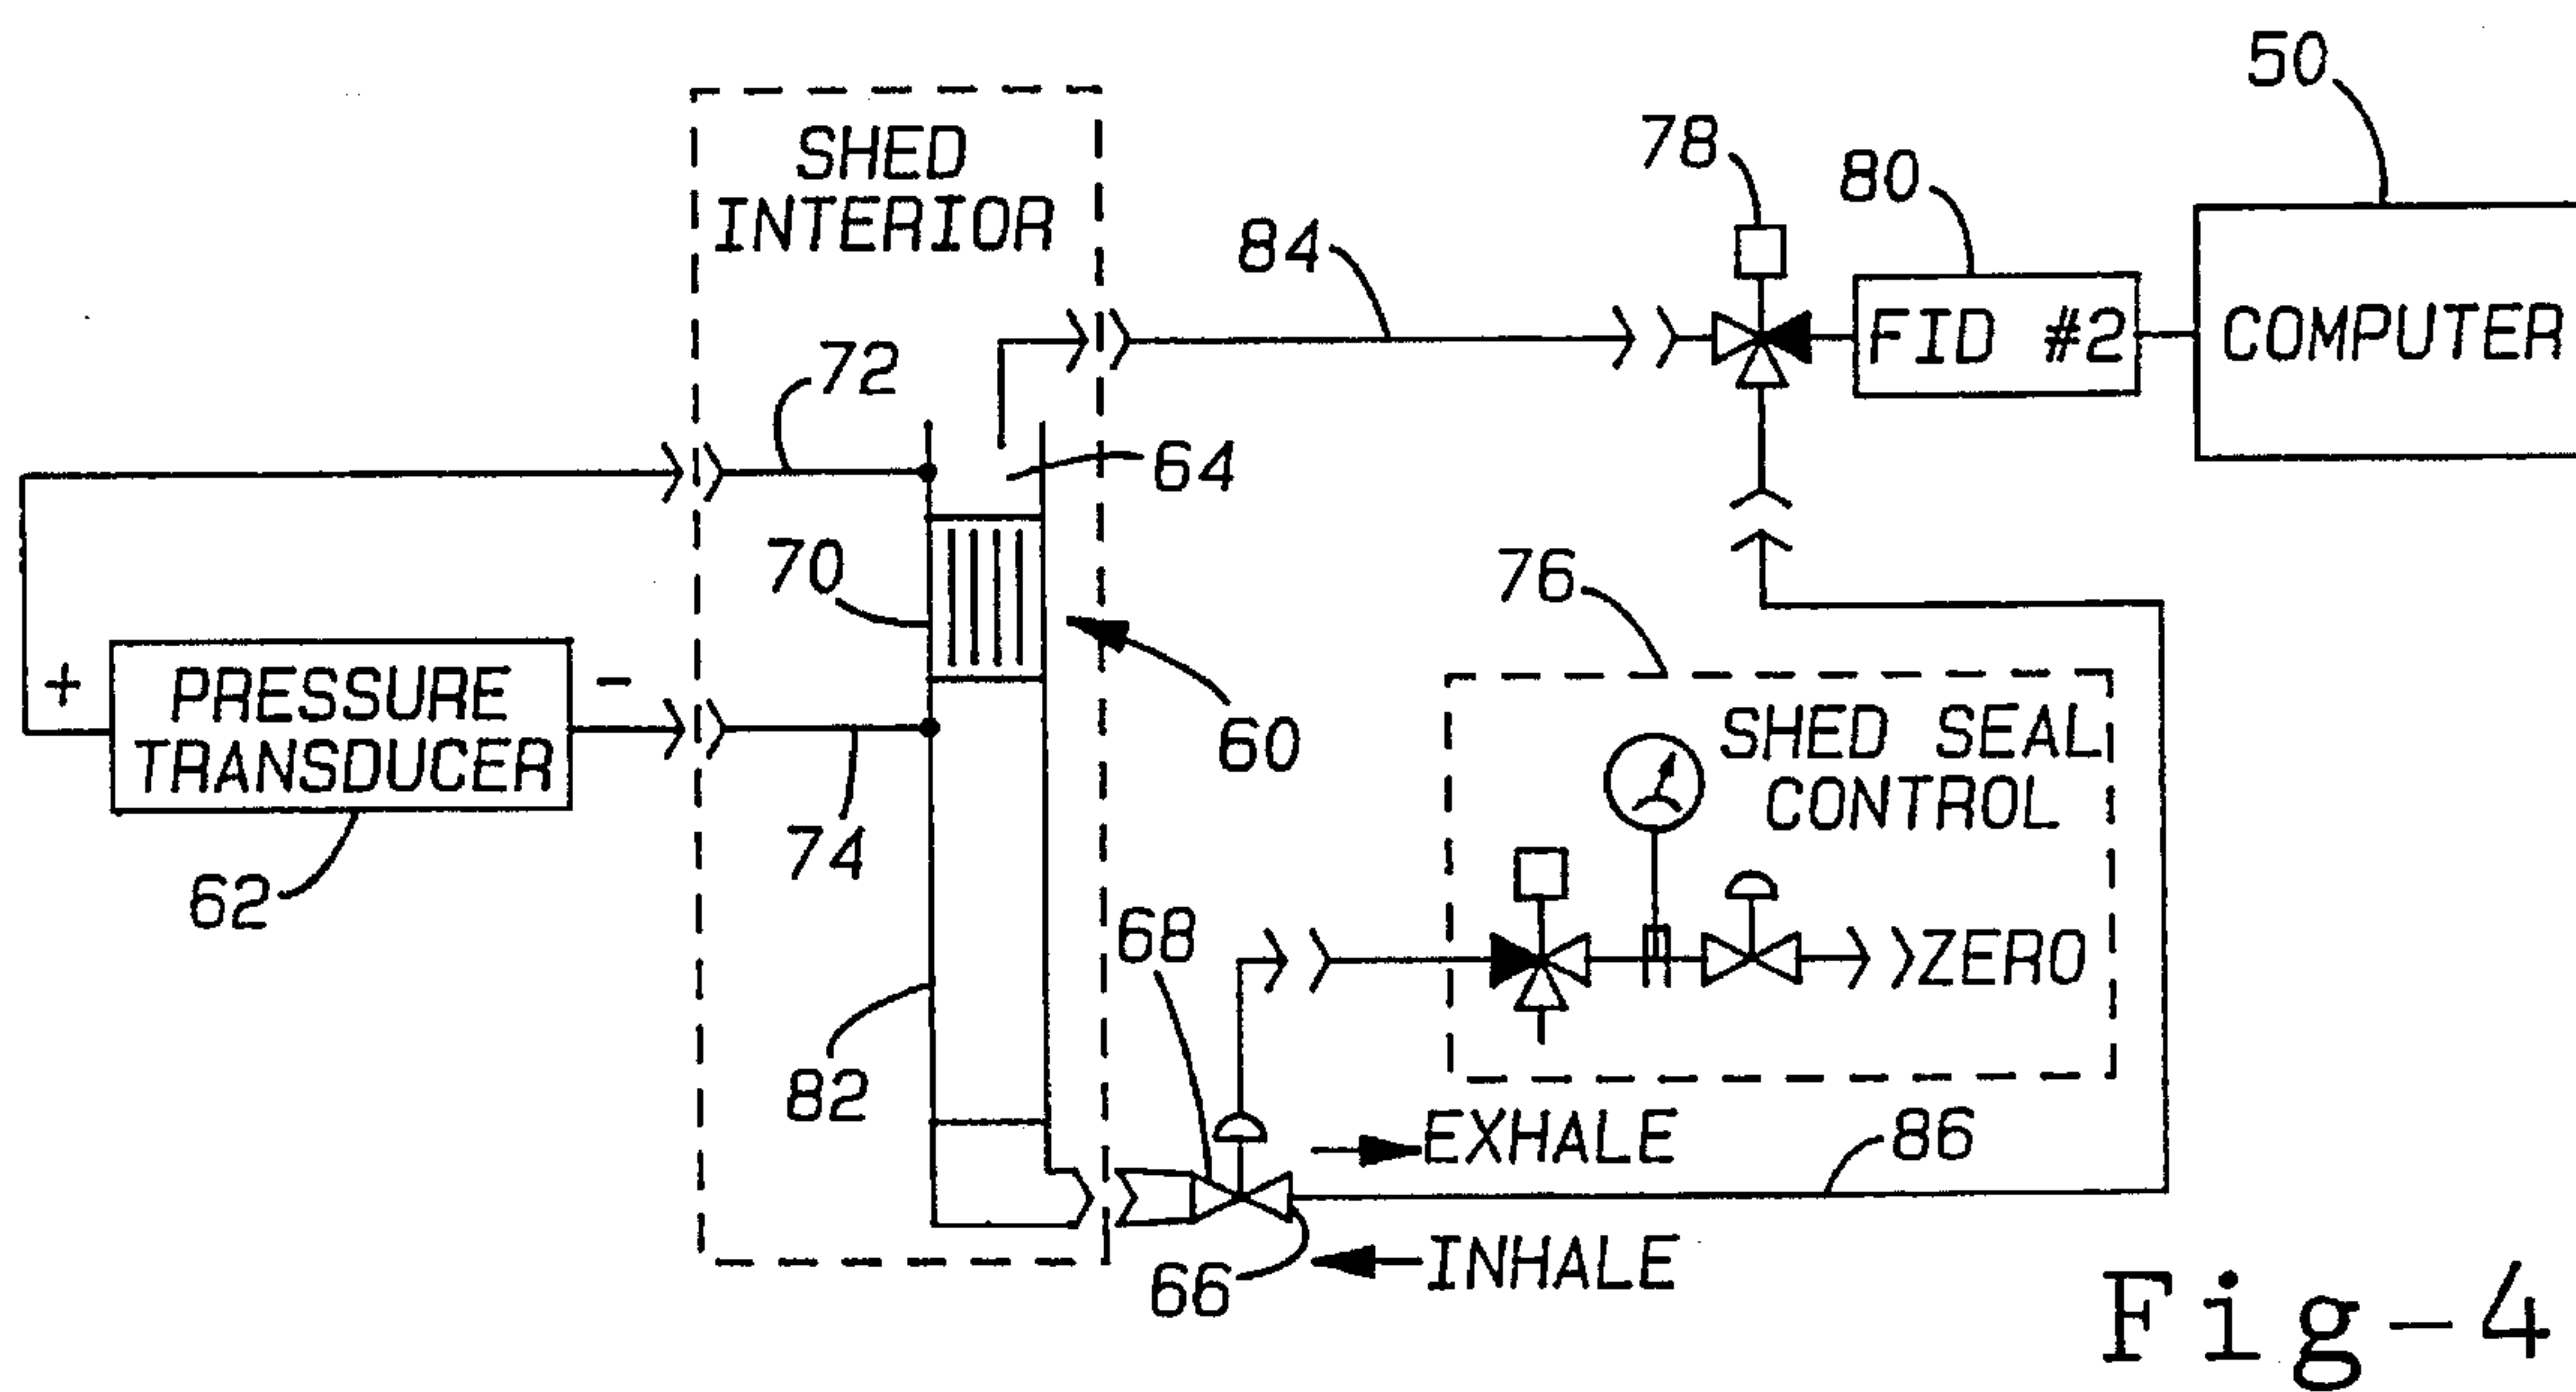 50
SHED
INTERIOR
78
80
84
FID #2
COMPUTER
72
64
70
76
+
PRESSURE
TRANSDUCER
-
60
SHED SEAL
CONTROL
74
62
68
ZERO
82
EXHALE
86
INHALE
66
Fig-4